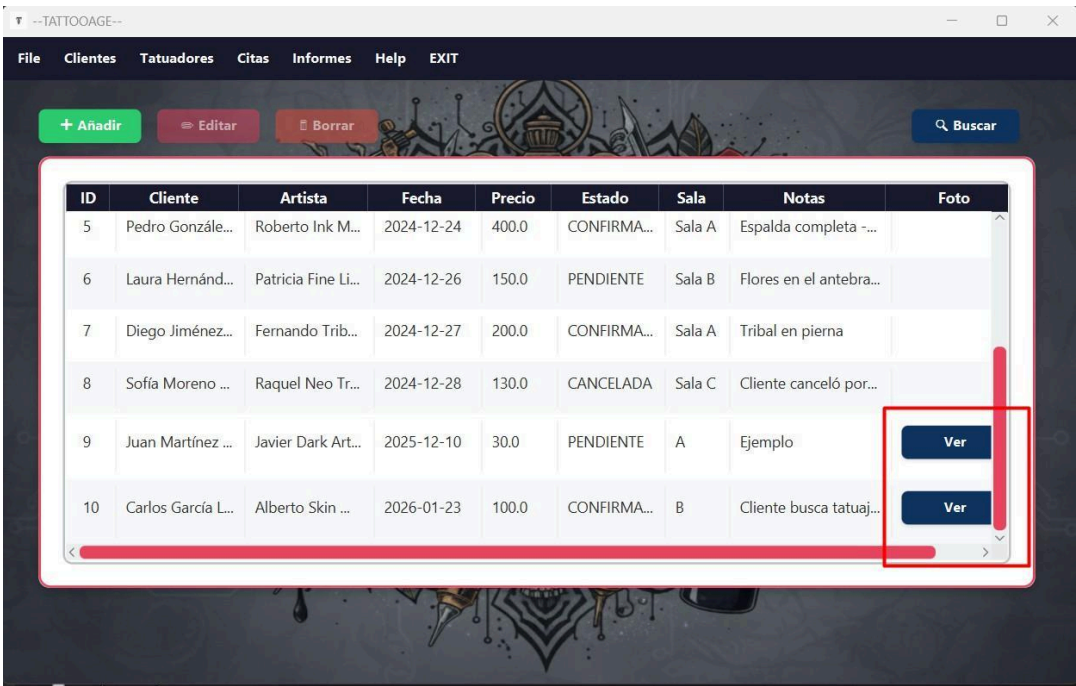 --TATTOOAGE--
File Clientes Tatuadores Citas Informes Help EXIT
+ Añadir Editar Borrar Buscar
ID Cliente Artista Fecha Precio Estado Sala Notas Foto
5 Pedro Gonzále... Roberto Ink M... 2024-12-24 400.0 CONFIRMA... Sala A Espalda completa -...
6 Laura Hernánd... Patricia Fine Li... 2024-12-26 150.0 PENDIENTE Sala B Flores en el antebra...
7 Diego Jiménez... Fernando Trib... 2024-12-27 200.0 CONFIRMA... Sala A Tribal en pierna
8 Sofía Moreno ... Raquel Neo Tr... 2024-12-28 130.0 CANCELADA Sala C Cliente canceló por...
9 Juan Martínez ... Javier Dark Art... 2025-12-10 30.0 PENDIENTE A Ejemplo Ver
10 Carlos García L... Alberto Skin ... 2026-01-23 100.0 CONFIRMA... B Cliente busca tatuaj... Ver